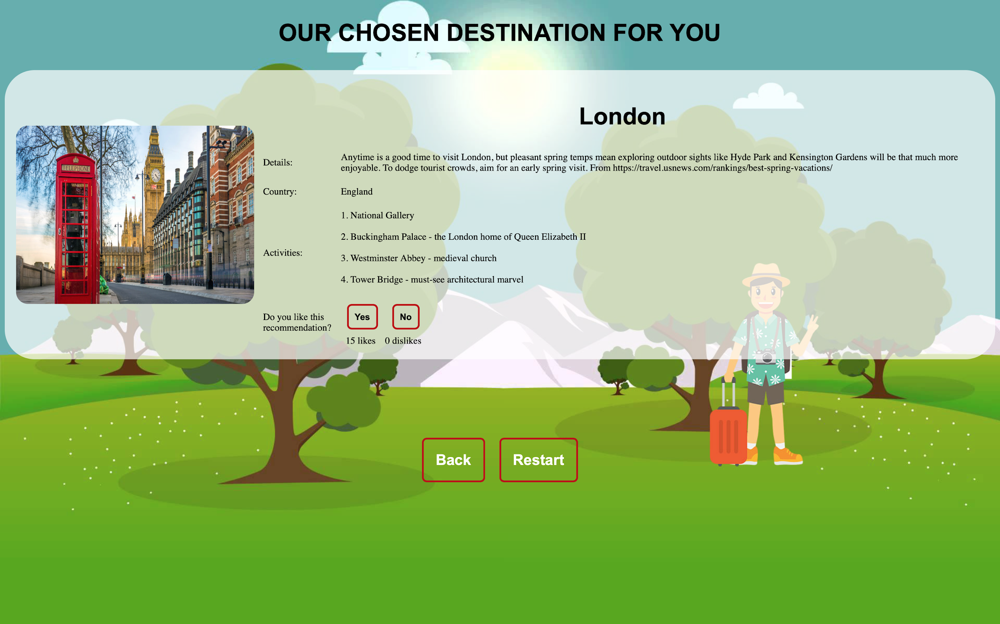 OUR CHOSEN DESTINATION FOR YOU
London
TELEPHONE
Details:
Anytime is a good time to visit London, but pleasant spring temps mean exploring outdoor sights like Hyde Park and Kensington Gardens will be that much more
enjoyable. To dodge tourist crowds, aim for an early spring visit. From https://travel.usnews.com/rankings/best-spring-vacations/
Country:
England
Activities:
1. National Gallery
2. Buckingham Palace - the London home of Queen Elizabeth II
3. Westminster Abbey - medieval church
4. Tower Bridge - must-see architectural marvel
Do you like this
recommendation?
Yes
No
15 likes
0 dislikes
Back
Restart